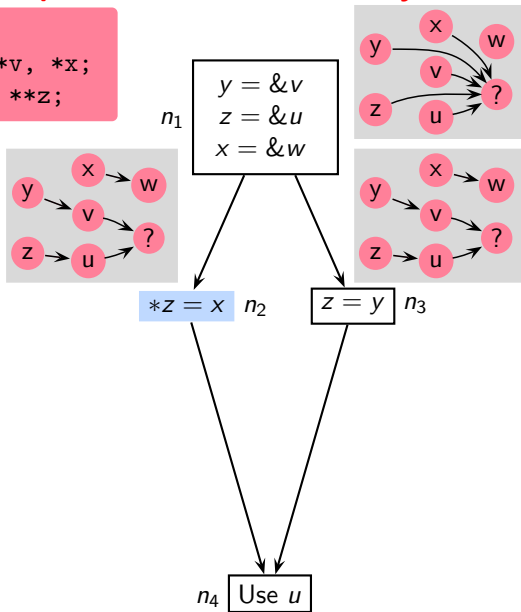 *v, *x;
**z;
x
y
w
v
?
z
u
n1
y = &v
z = &u
x = &w
x
y
w
v
?
z
u
x
y
w
v
?
z
u
*z = x n2
z = y n3
n4 Use u